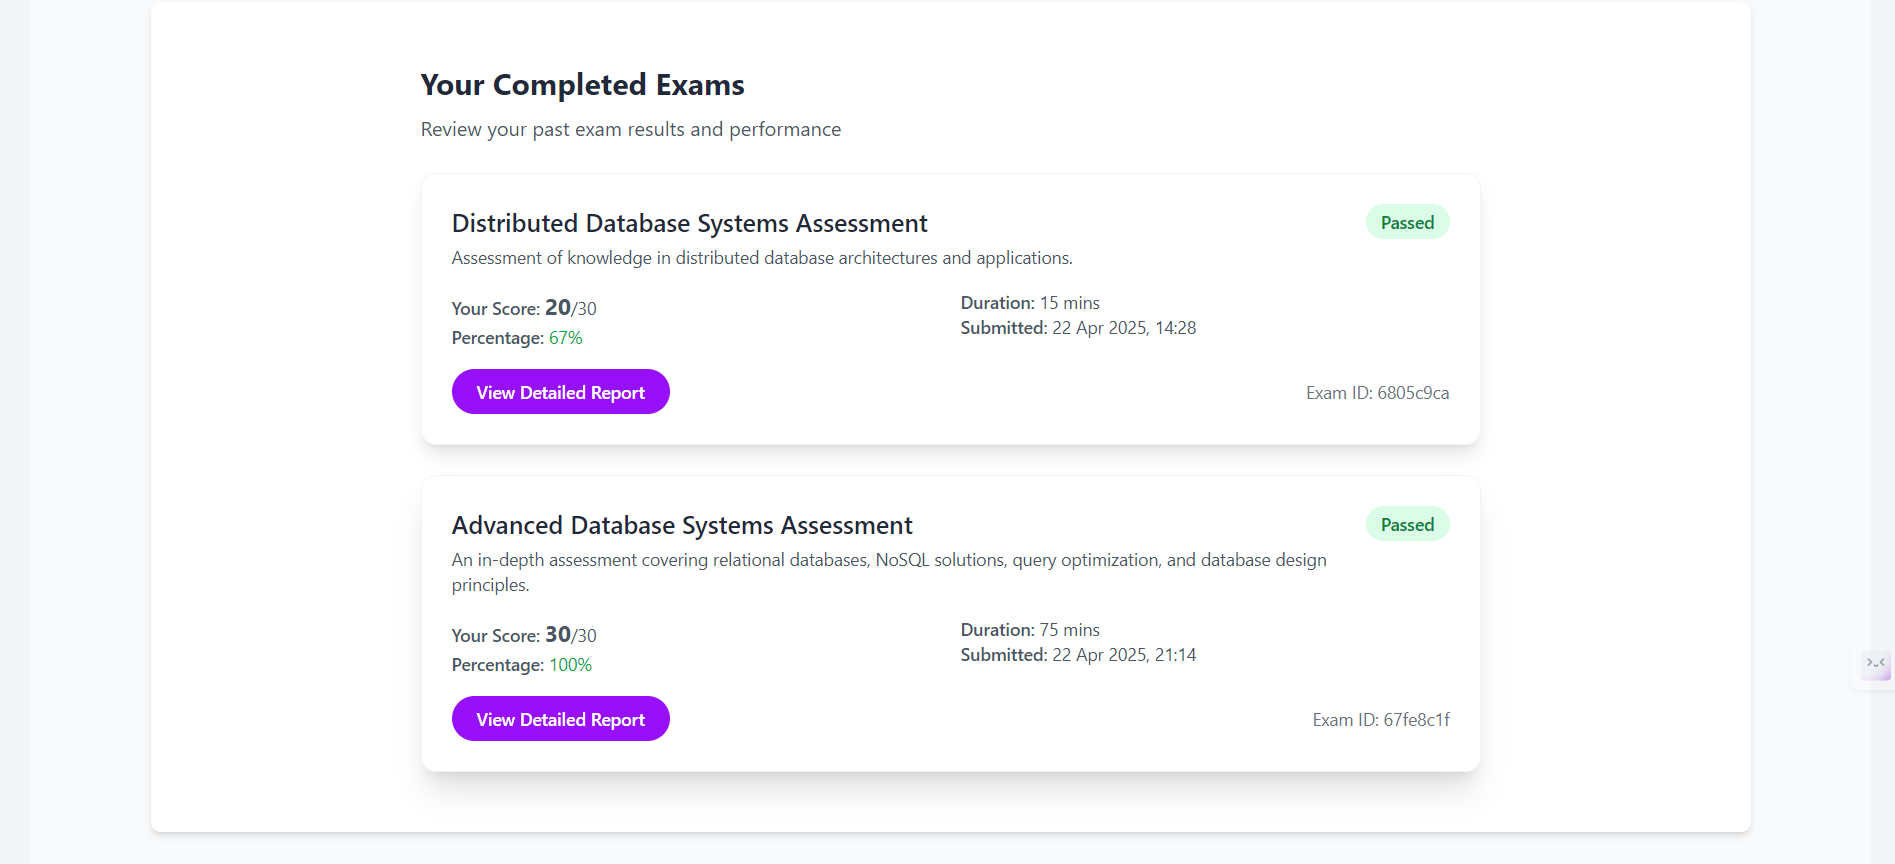 Your Completed Exams
Review your past exam results and performance
Distributed Database Systems Assessment
Passed
Assessment of knowledge in distributed database architectures and applications.
Your Score: 20/30
Percentage: 67%
Duration: 15 mins
Submitted: 22 Apr 2025, 14:28
View Detailed Report
Exam ID: 6805c9ca
Advanced Database Systems Assessment
Passed
An in-depth assessment covering relational databases, NoSQL solutions, query optimization, and database design
principles.
Your Score: 30/30
Percentage: 100%
Duration: 75 mins
Submitted: 22 Apr 2025, 21:14
View Detailed Report
Exam ID: 67fe8c1f